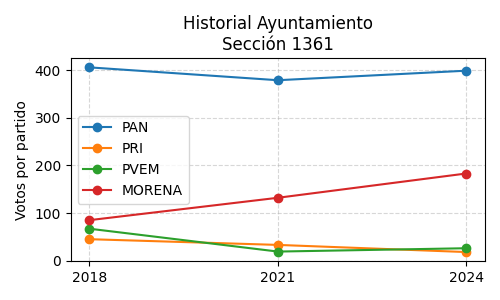 Historial Ayuntamiento
Sección 1361
Votos por partido
400
300
200
100
0
PAN
PRI
PVEM
MORENA
2018
2021
2024